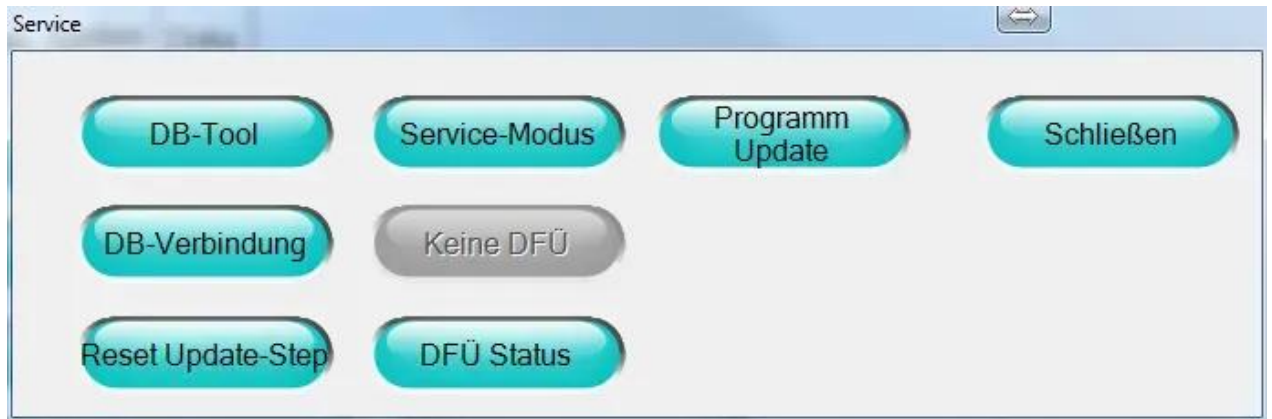 Service
DB-Tool
Service-Modus
Programm
Update
Schließen
DB-Verbindung
Keine DFÜ
Reset Update-Step
DFÜ Status